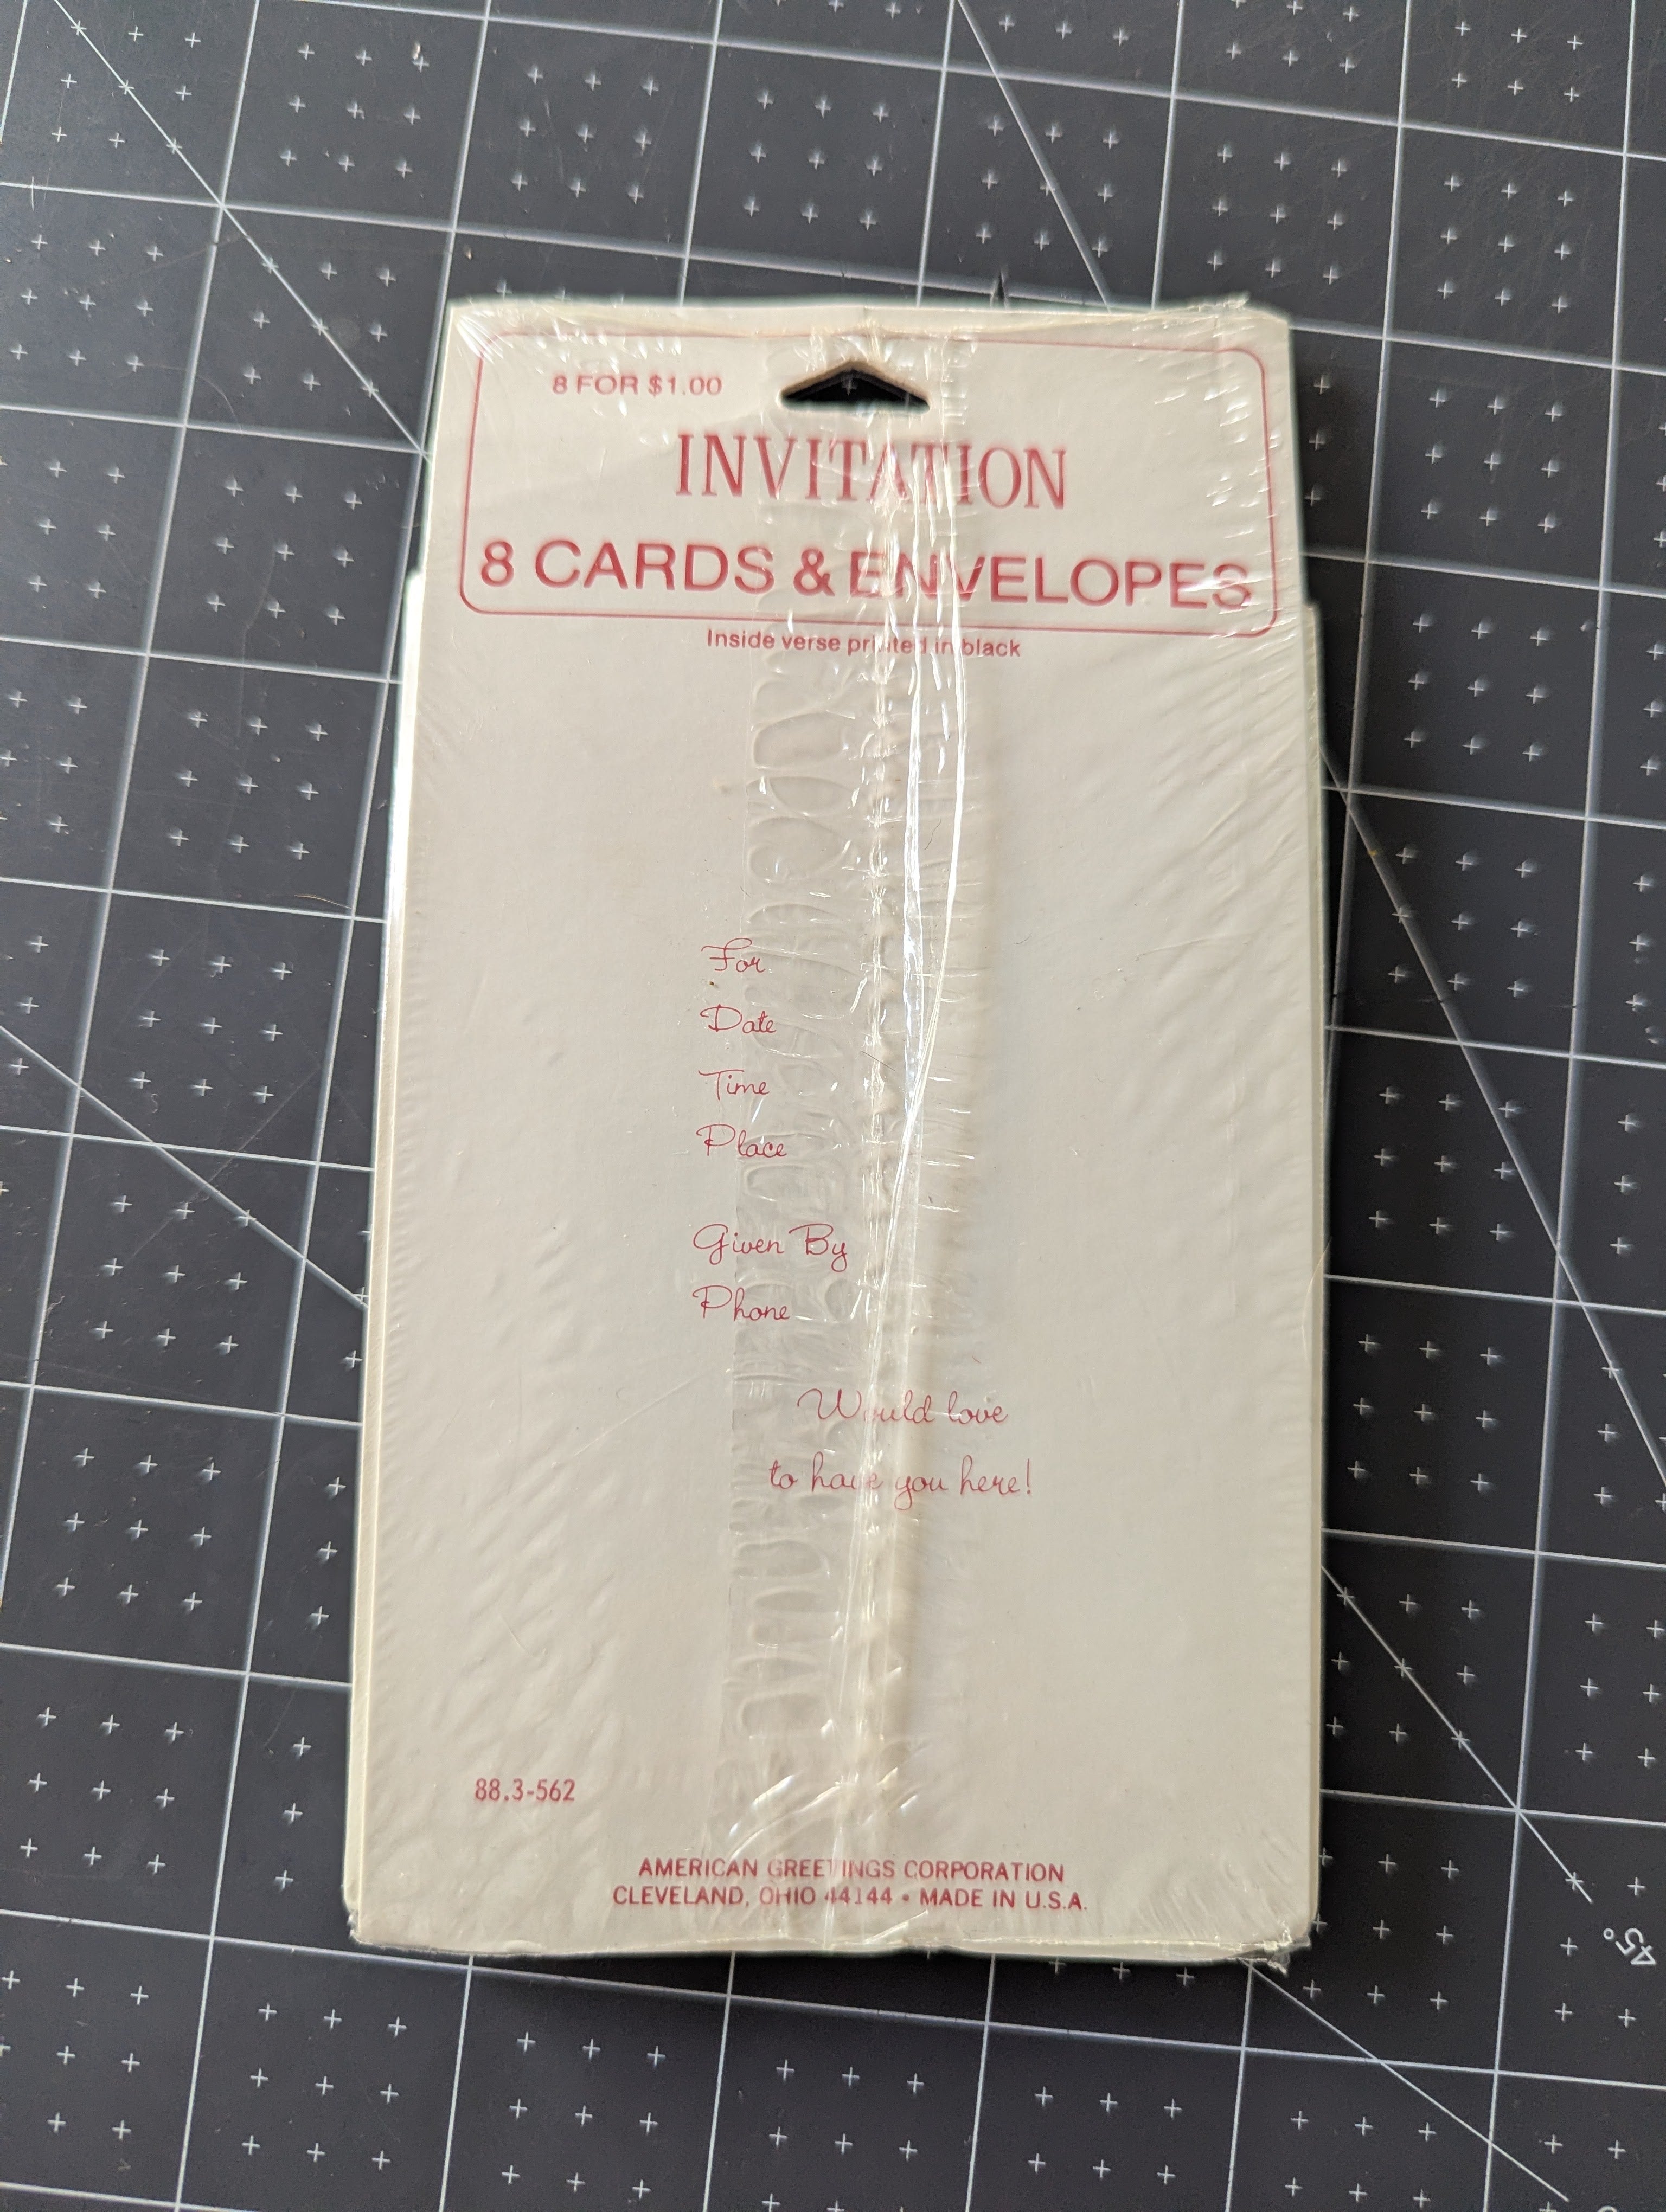 8 FOR $1.00
INVITATION
8 CARDS & ENVELOPES
Inside verse printed in black
For
Date
Time
Place
Given By
Phone
Would love
to have you here!
88.3-562
AMERICAN GREETINGS CORPORATION
CLEVELAND, OHIO 44144 • MADE IN U.S.A.
45°